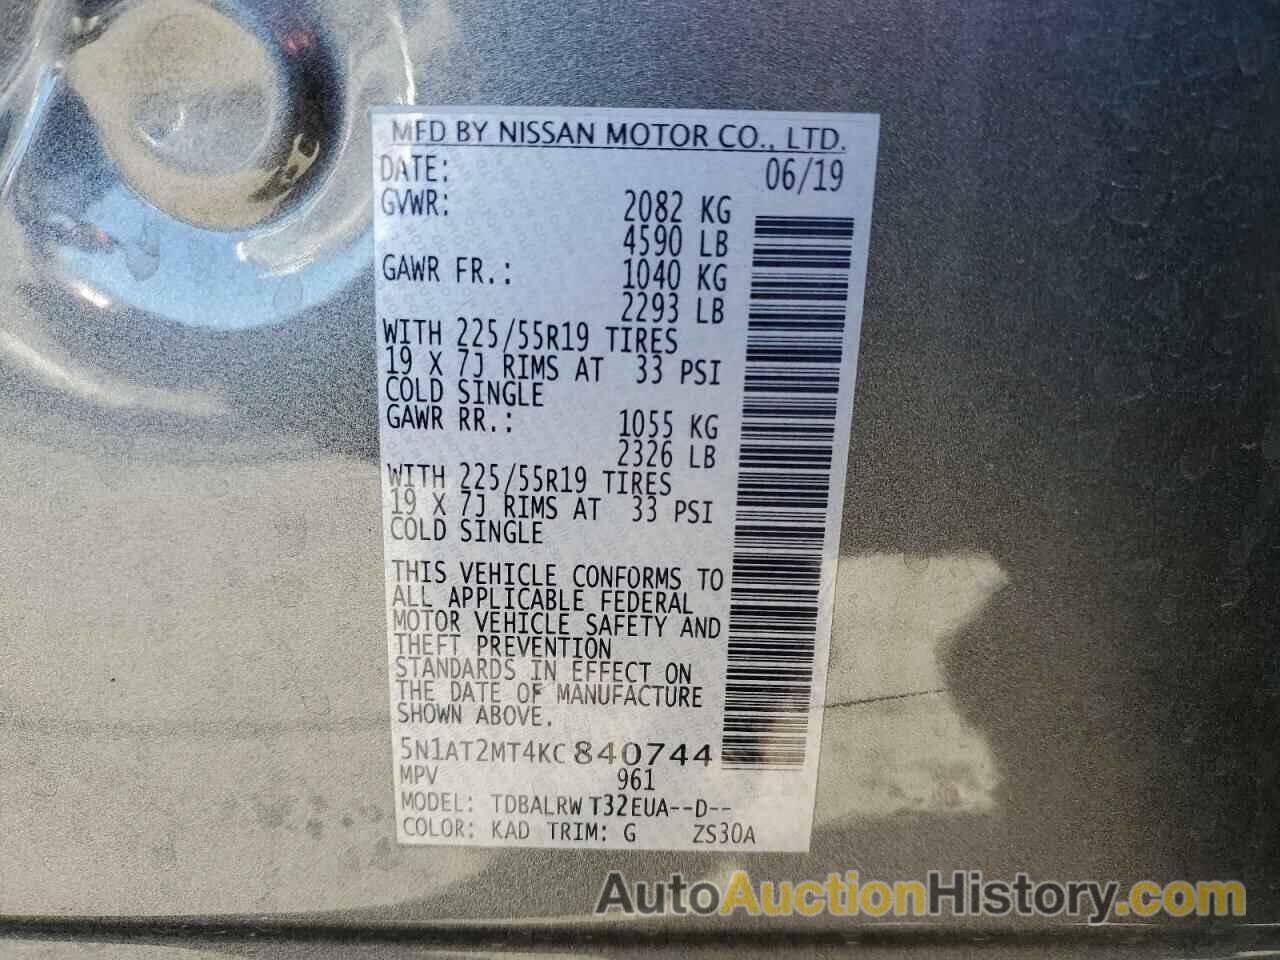 MFD BY NISSAN MOTOR CO., LTD.
DATE: 06/19
GVWR: 2082 KG
4590 LB
GAWR FR.: 1040 KG
2293 LB
WITH 225/55R19 TIRES
19 X 7J RIMS AT 33 PSI
COLD SINGLE
GAWR RR.: 1055 KG
2326 LB
WITH 225/55R19 TIRES
19 X 7J RIMS AT 33 PSI
COLD SINGLE
THIS VEHICLE CONFORMS TO
ALL APPLICABLE FEDERAL
MOTOR VEHICLE SAFETY AND
THEFT PREVENTION
STANDARDS IN EFFECT ON
THE DATE OF MANUFACTURE
SHOWN ABOVE.
5N1AT2MT4KC840744
MPV 961
MODEL: TDBALRW T32EUA--D--
COLOR: KAD TRIM: G ZS30A
AutoAuctionHistory.com